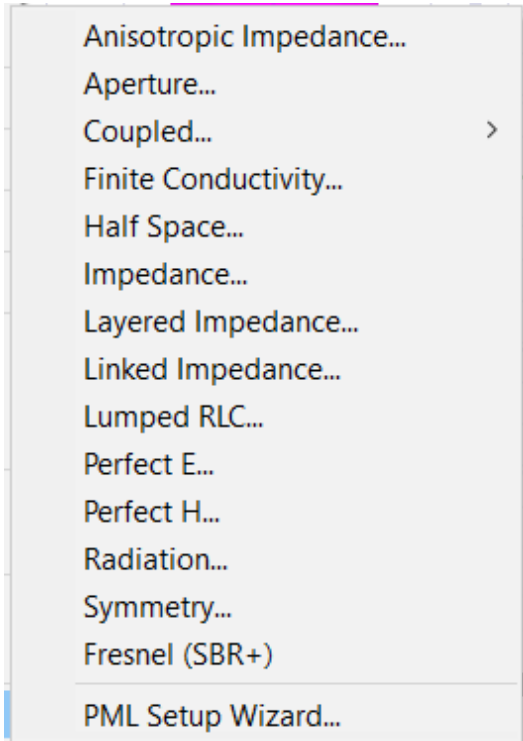 Anisotropic Impedance...
Aperture...
Coupled...
Finite Conductivity...
Half Space...
Impedance...
Layered Impedance...
Linked Impedance...
Lumped RLC...
Perfect E...
Perfect H...
Radiation...
Symmetry...
Fresnel (SBR+)
PML Setup Wizard...